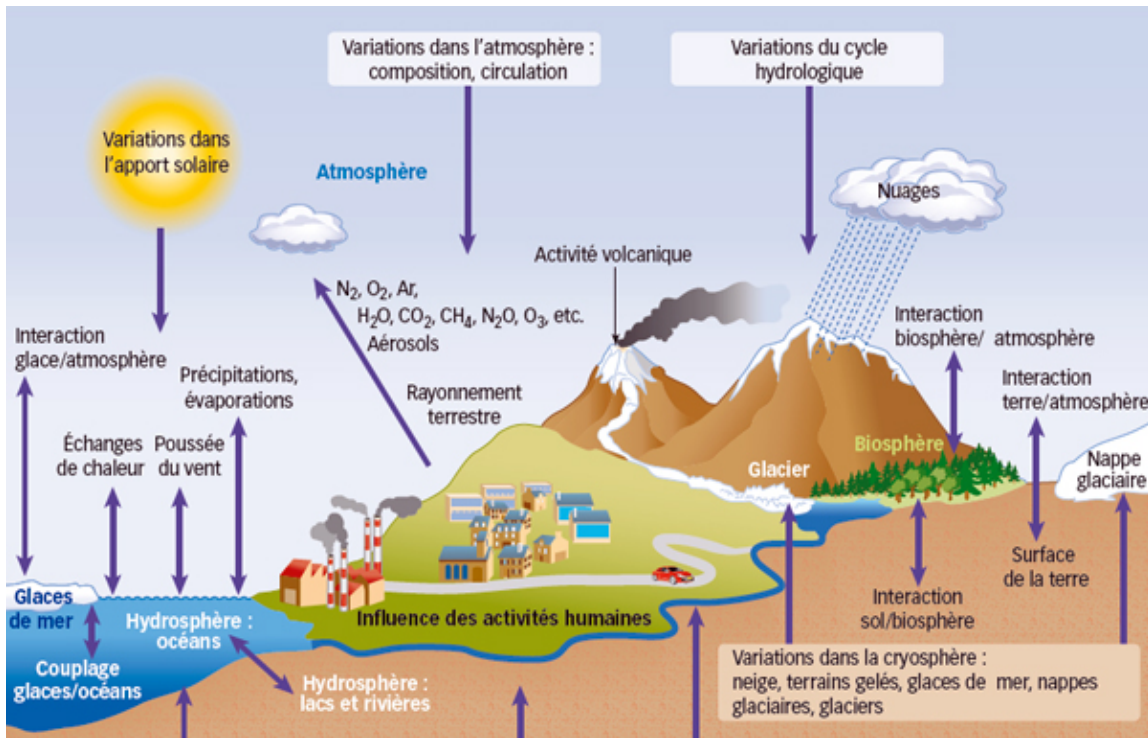 Variations dans l'atmosphère :
composition, circulation
Variations du cycle
hydrologique
Variations dans
l'apport solaire
Atmosphère
Nuages
Activité volcanique
N₂, O₂, Ar,
H₂O, CO₂, CH₄, N₂O, O₃, etc.
Aérosols
Interaction
glace/atmosphère
Interaction
biosphère/ atmosphère
Précipitations,
évaporations
Rayonnement
terrestre
Interaction
terre/atmosphère
Échanges
de chaleur
Poussée
du vent
Biosphère
Glacier
Nappe
glaciaire
Surface
de la terre
Glaces
de mer
Hydrosphère :
océans
Influence des activités humaines
Interaction
sol/biosphère
Couplage
glaces/océans
Hydrosphère :
lacs et rivières
Variations dans la cryosphère :
neige, terrains gelés, glaces de mer, nappes
glaciaires, glaciers